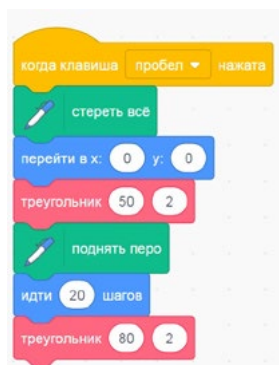 когда клавиша пробел нажата
стереть всё
перейти в x: 0 y: 0
треугольник 50 2
поднять перо
идти 20 шагов
треугольник 80 2